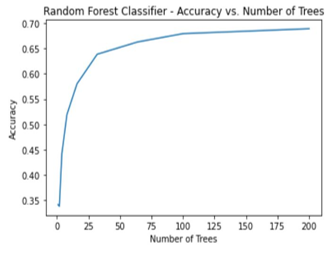 Random Forest Classifier - Accuracy vs. Number of Trees
0.70
0.65
0.60
0.55
0.50
0.45
0.40
0.35
Accuracy
0 25 50 75 100 125 150 175 200
Number of Trees